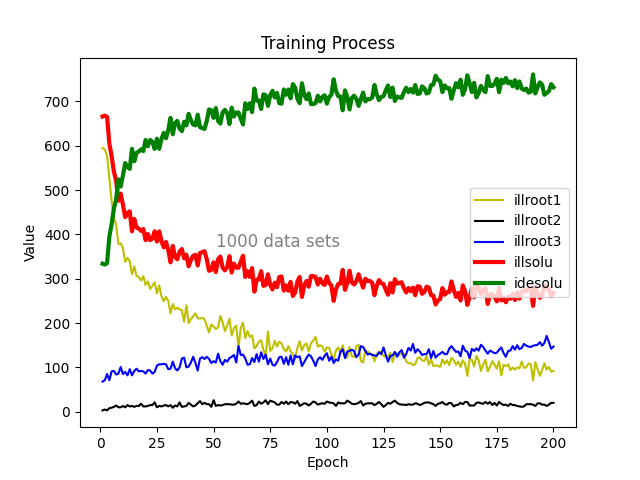 Training Process
Value
700
600
500
400
300
200
100
0
1000 data sets
illroot1
illroot2
illroot3
illsolu
idesolu
0 25 50 75 100 125 150 175 200
Epoch